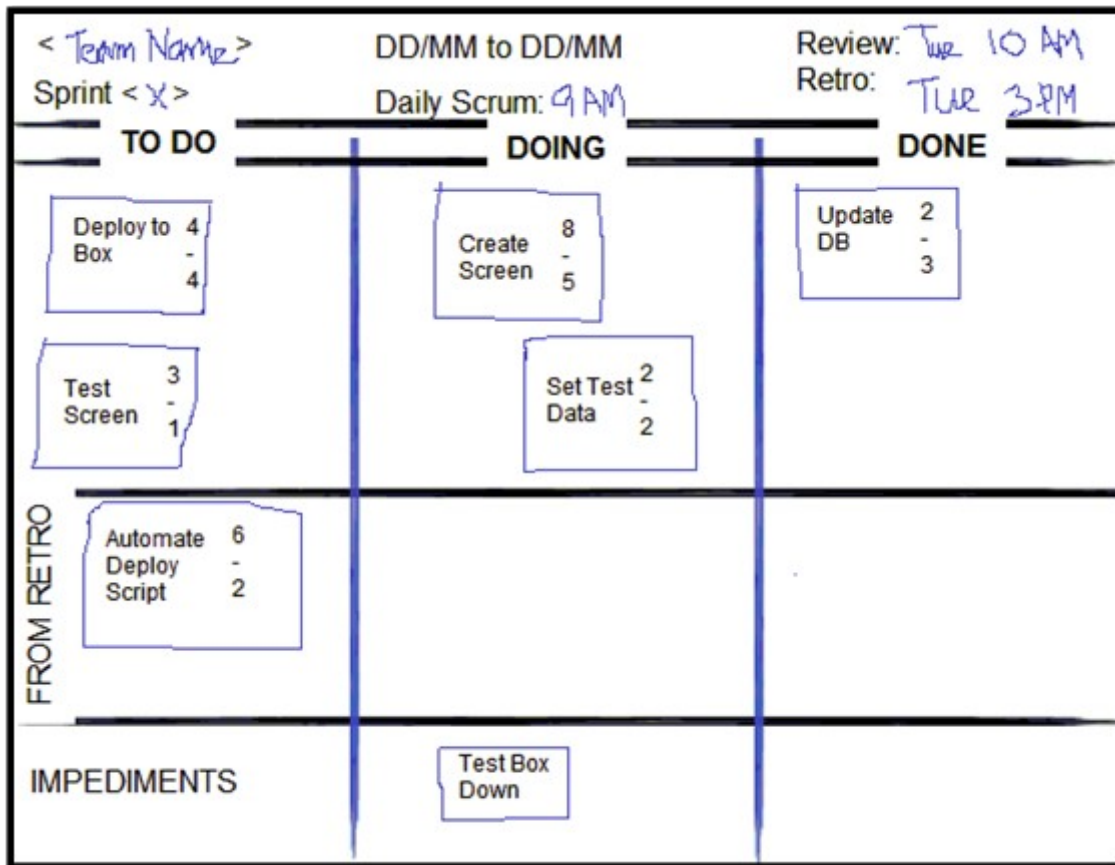 < Team Name >
Sprint < X >
DD/MM to DD/MM
Daily Scrum: 9 AM
Review: Tue 10 AM
Retro: Tue 3PM
TO DO
DOING
DONE
Deploy to 4
Box -
4
Test 3
Screen -
1
8
Create -
Screen 5
Set Test 2
Data -
2
Update 2
DB -
3
FROM RETRO
Automate 6
Deploy -
Script 2
IMPEDIMENTS
Test Box
Down